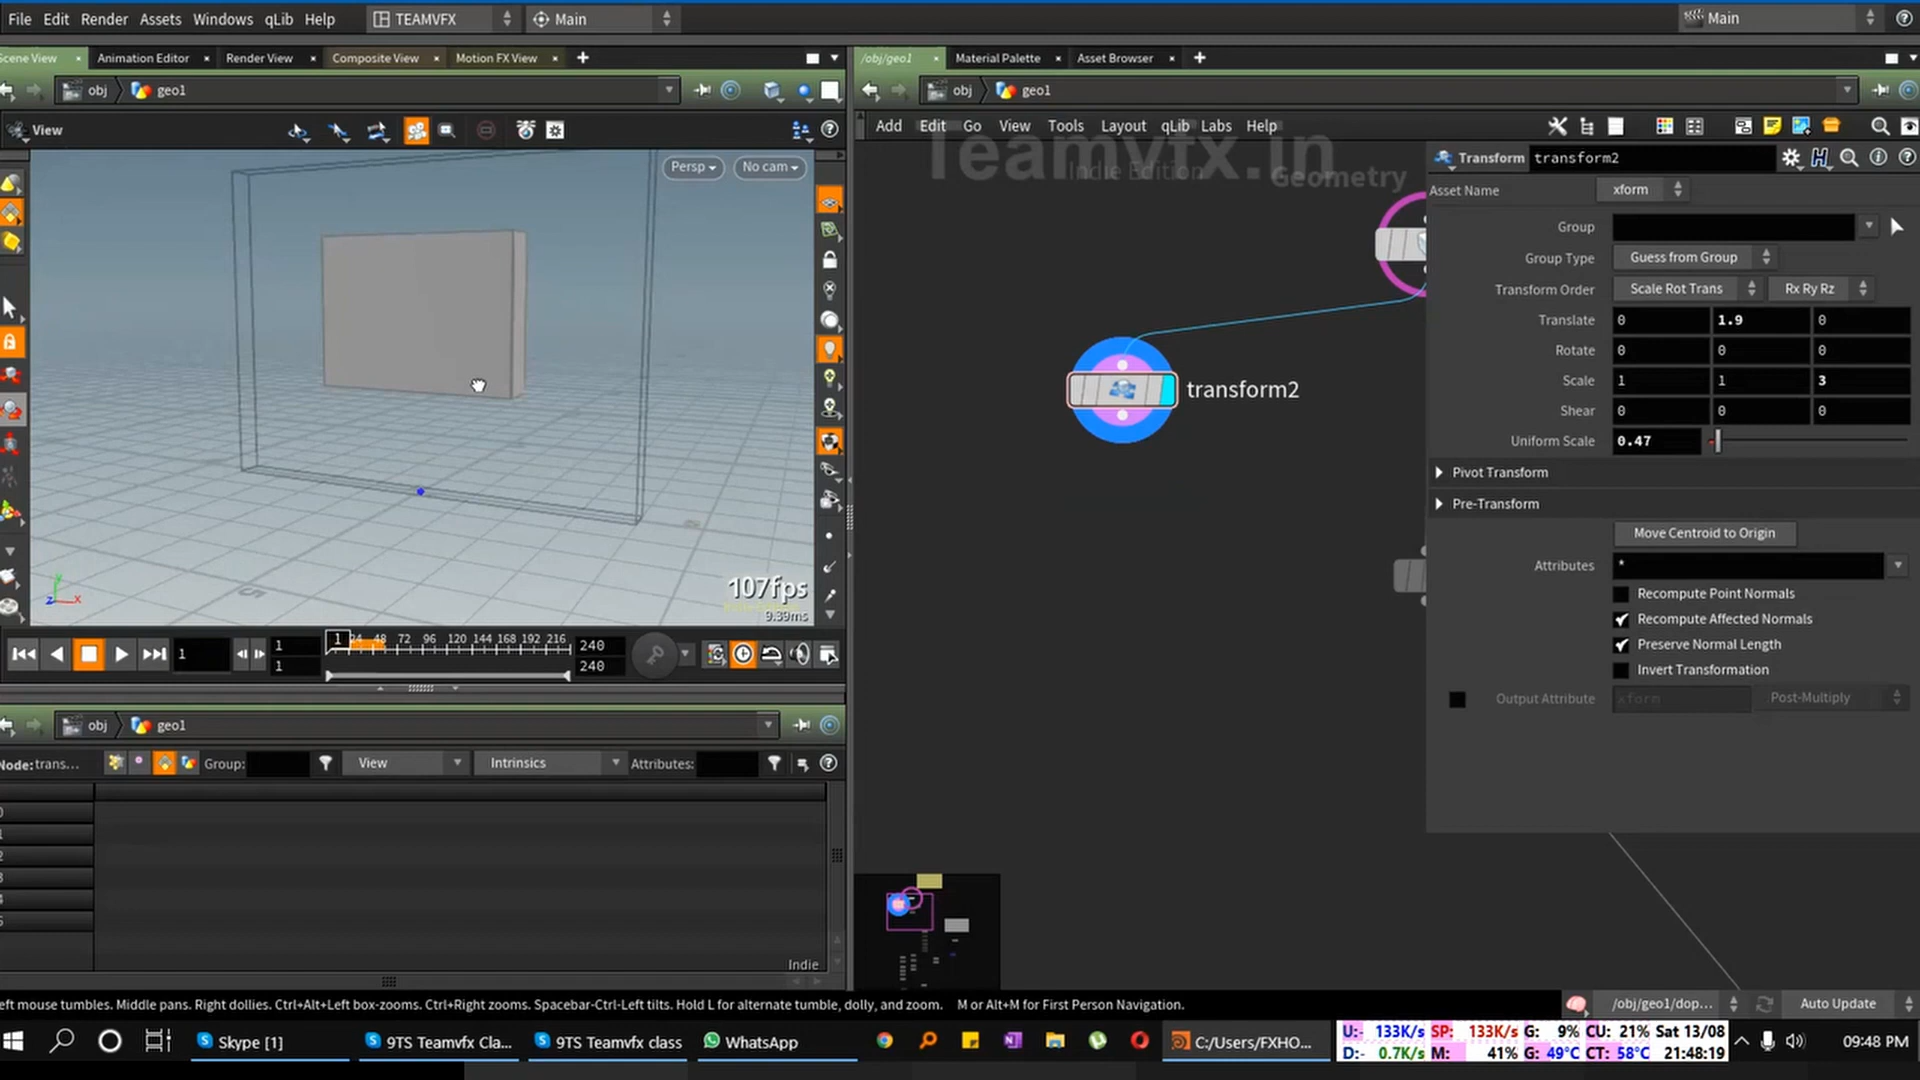 File Edit Render Assets Windows qLib Help TEAMVFX Main Main
Scene View Animation Editor Render View Composite View Motion FX View
/obj/geo1 Material Palette Asset Browser
obj geo1
obj geo1
View
Add Edit Go View Tools Layout qLib Labs Help
Teamvfx.in
Indie Edition
Geometry
Persp No cam
107fps
9.39ms
transform2
Transform transform2
Asset Name xform
Group
Group Type Guess from Group
Transform Order Scale Rot Trans Rx Ry Rz
Translate 0 1.9 0
Rotate 0 0 0
Scale 1 1 3
Shear 0 0 0
Uniform Scale 0.47
Pivot Transform
Pre-Transform
Move Centroid to Origin
Attributes *
Recompute Point Normals
Recompute Affected Normals
Preserve Normal Length
Invert Transformation
Output Attribute xform Post-Multiply
1 1 1 24 48 72 96 120 144 168 192 216 240
1 240
obj geo1
Node: trans... Group: View Intrinsics Attributes:
Indie
eft mouse tumbles. Middle pans. Right dollies. Ctrl+Alt+Left box-zooms. Ctrl+Right zooms. Spacebar-Ctrl-Left tilts. Hold L for alternate tumble, dolly, and zoom. M or Alt+M for First Person Navigation.
/obj/geo1/dop... Auto Update
Skype [1] 9TS Teamvfx Cla... 9TS Teamvfx class WhatsApp C:/Users/FXHO...
U:- 133K/s SP: 133K/s G: 9% CU: 21% Sat 13/08
D:- 0.7K/s M: 41% G: 49°C CT: 58°C 21:48:19
09:48 PM